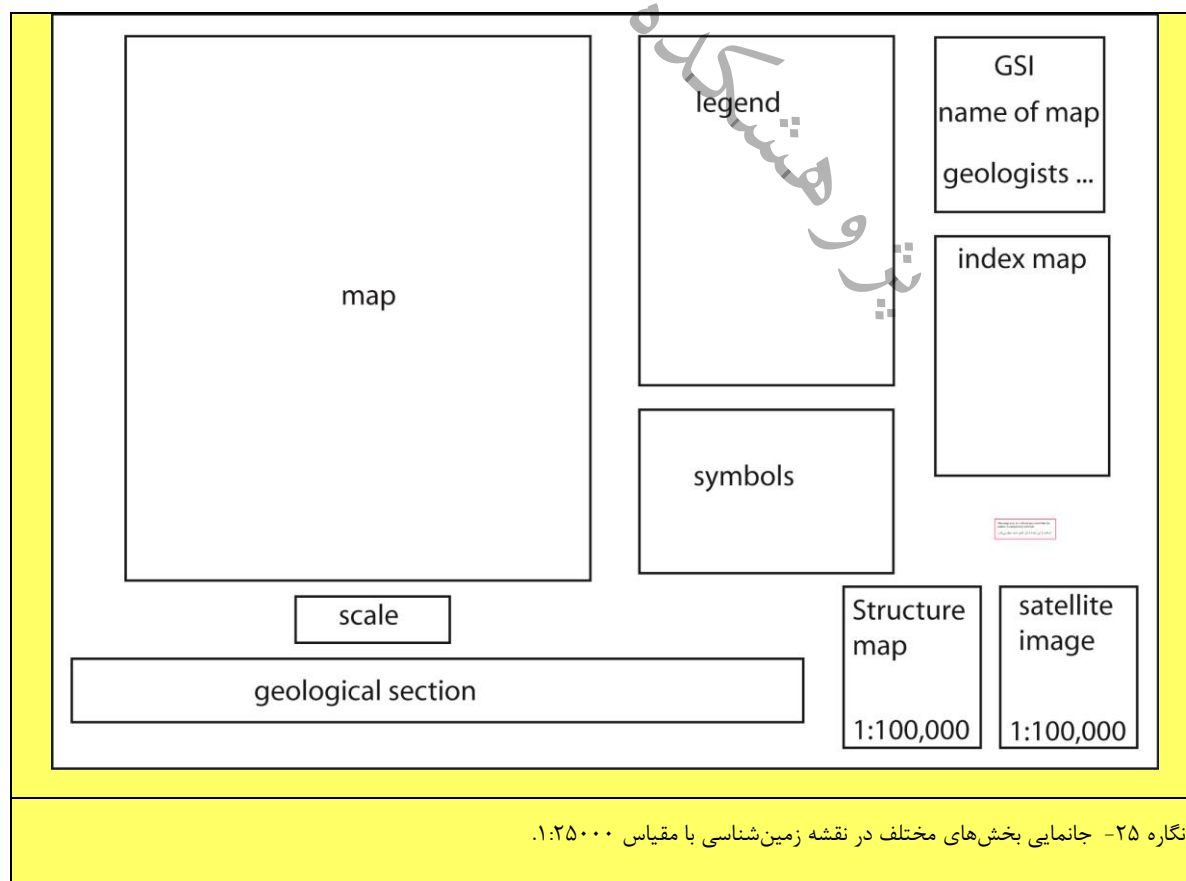 پژوهشکده
map
legend
GSI
name of map
geologists ...
index map
symbols
scale
geological section
Structure
map
1:100,000
satellite
image
1:100,000
نگاره ۲۵- جانمایی بخش‌های مختلف در نقشه زمین‌شناسی با مقیاس ۱:۲۵۰۰۰.